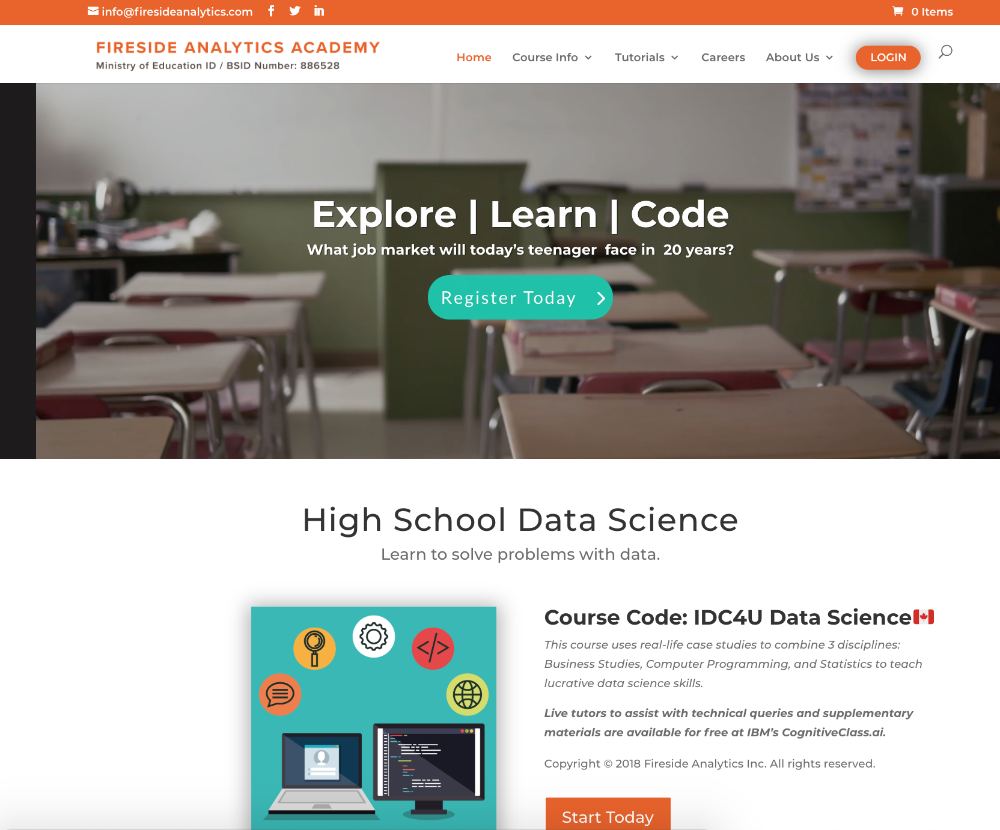 info@firesideanalytics.com
0 Items
FIRESIDE ANALYTICS ACADEMY
Ministry of Education ID / BSID Number: 886528
Home Course Info Tutorials Careers About Us LOGIN
Explore | Learn | Code
What job market will today’s teenager face in 20 years?
Register Today
High School Data Science
Learn to solve problems with data.
Course Code: IDC4U Data Science
This course uses real-life case studies to combine 3 disciplines:
Business Studies, Computer Programming, and Statistics to teach
lucrative data science skills.
Live tutors to assist with technical queries and supplementary
materials are available for free at IBM’s CognitiveClass.ai.
Copyright © 2018 Fireside Analytics Inc. All rights reserved.
Start Today